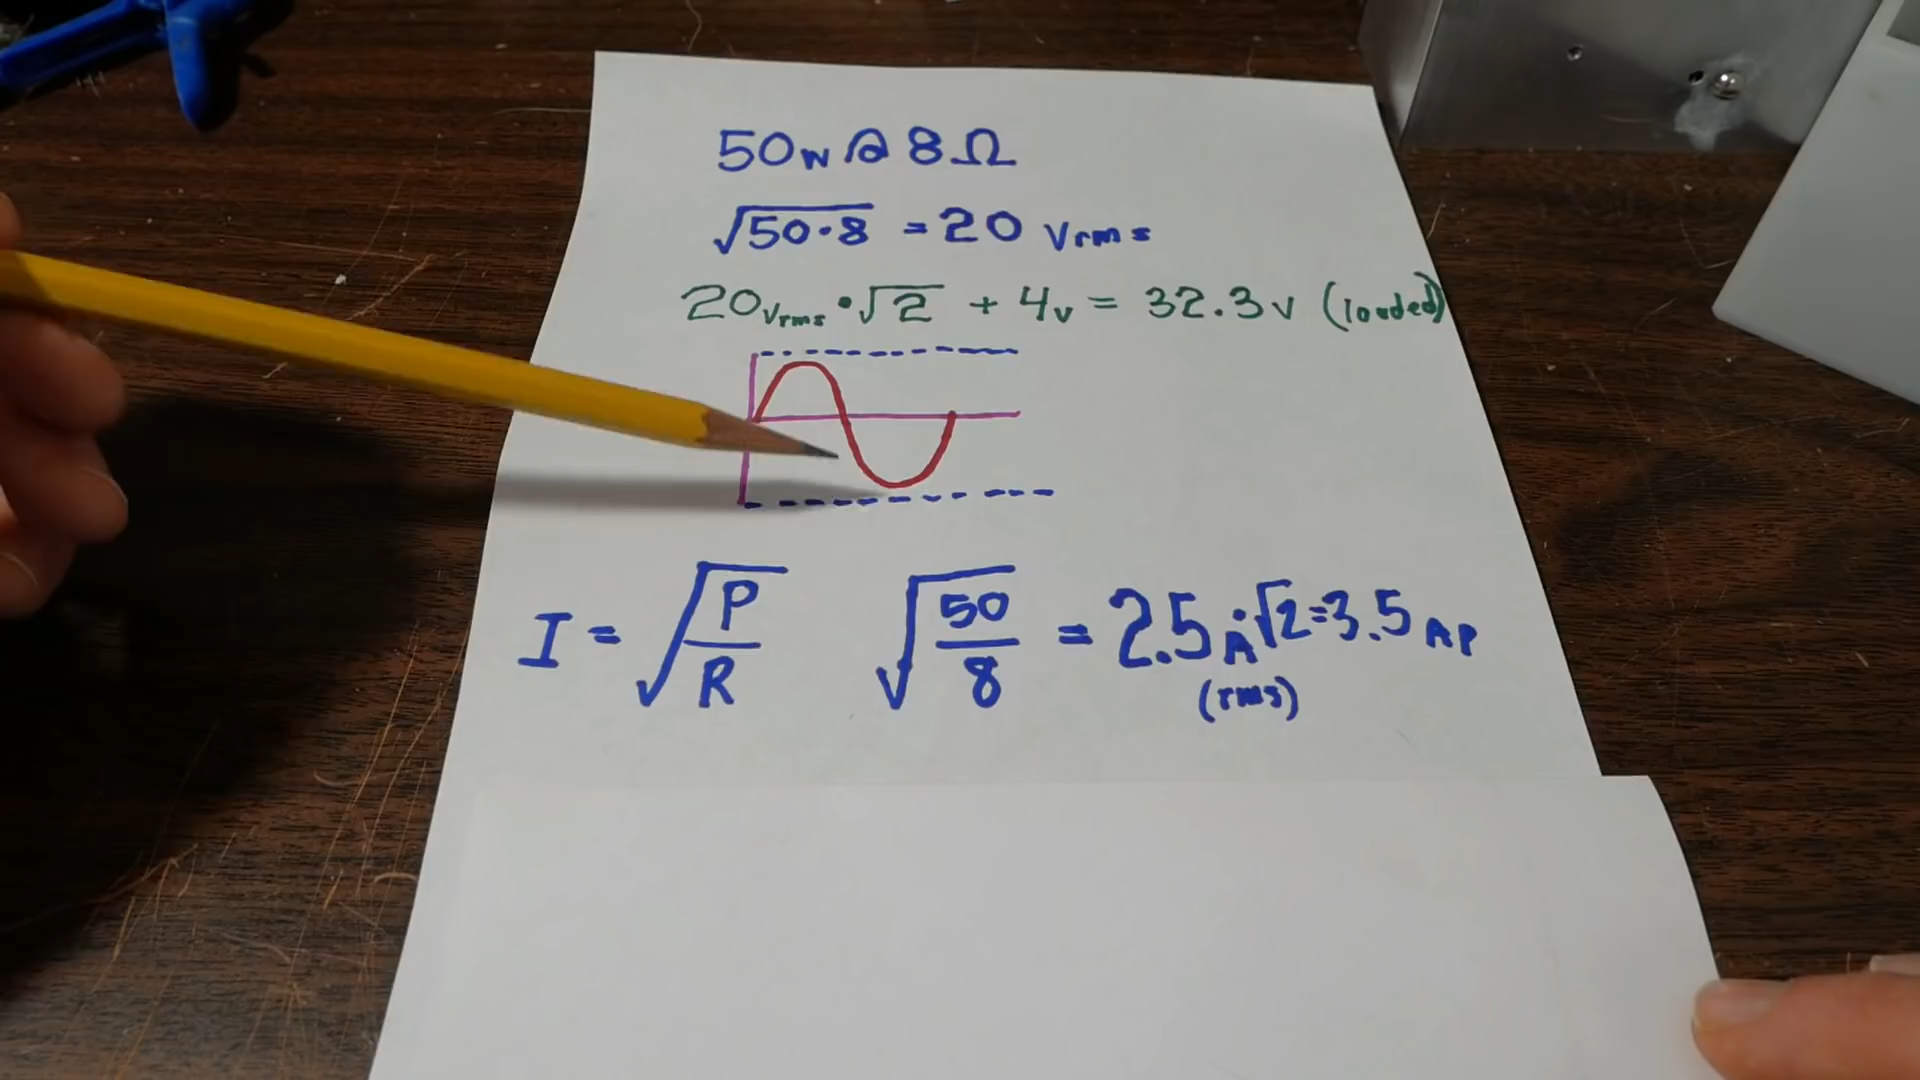 50W @ 8Ω
√50·8 = 20 Vrms
20Vrms·√2 + 4V = 32.3V (loaded)
I = √P/R √50/8 = 2.5A·√2=3.5 AP
(rms)